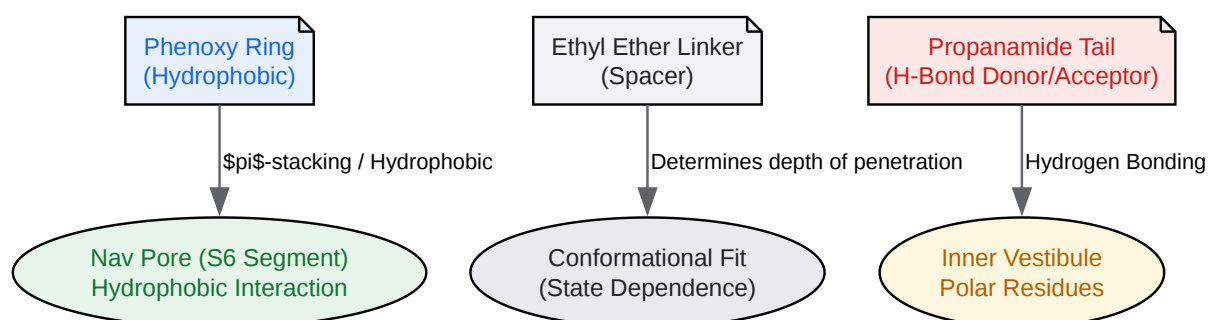 Phenoxy Ring
(Hydrophobic)
Ethyl Ether Linker
(Spacer)
Propanamide Tail
(H-Bond Donor/Acceptor)
$pi$-stacking / Hydrophobic
Determines depth of penetration
Hydrogen Bonding
Nav Pore (S6 Segment)
Hydrophobic Interaction
Conformational Fit
(State Dependence)
Inner Vestibule
Polar Residues